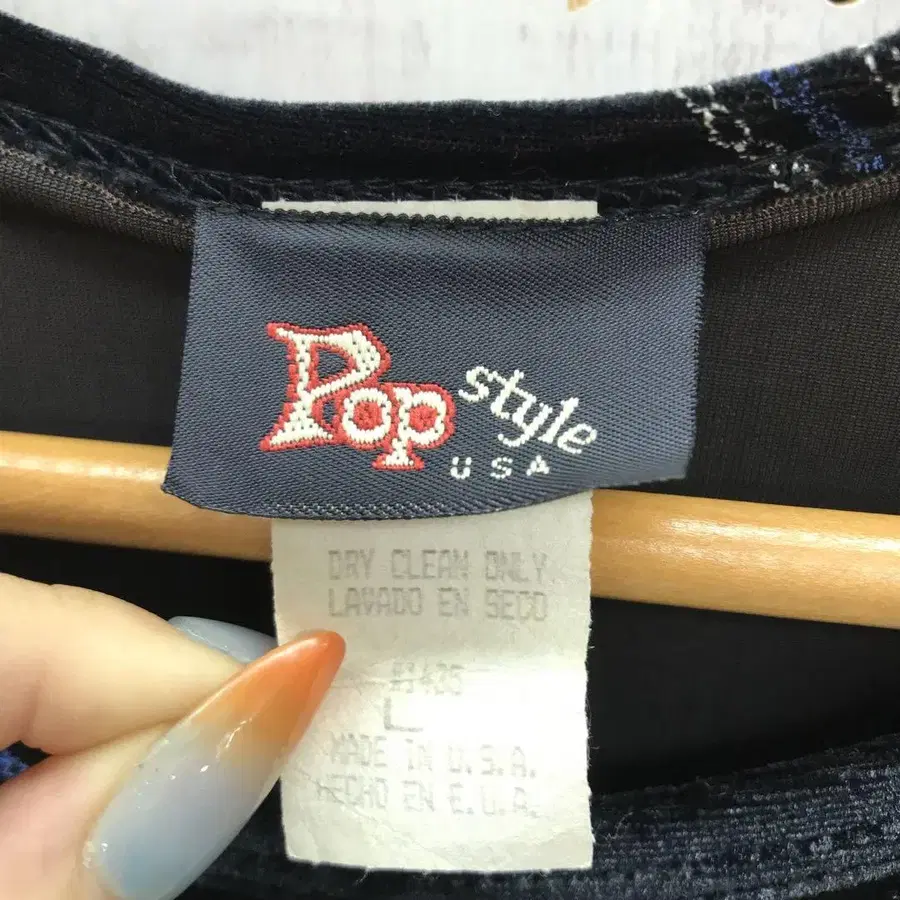 Pop style
USA
DRY CLEAN ONLY
LAVADO EN SECO
L
MADE IN U.S.A.
HECHO EN E.U.A.